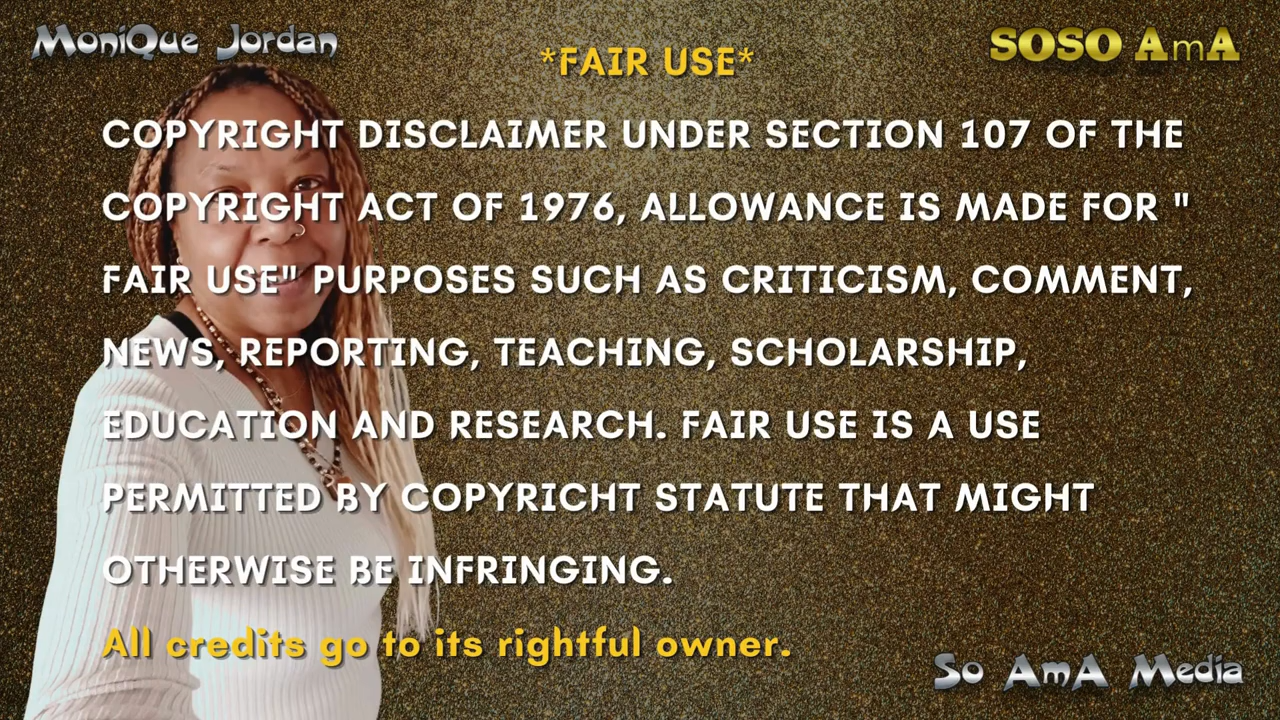 MoniQue Jordan
SOSO AmA
*FAIR USE*
COPYRIGHT DISCLAIMER UNDER SECTION 107 OF THE
COPYRIGHT ACT OF 1976, ALLOWANCE IS MADE FOR "
FAIR USE" PURPOSES SUCH AS CRITICISM, COMMENT,
NEWS, REPORTING, TEACHING, SCHOLARSHIP,
EDUCATION AND RESEARCH. FAIR USE IS A USE
PERMITTED BY COPYRICHT STATUTE THAT MIGHT
OTHERWISE BE INFRINGING.
All credits go to its rightful owner.
So AmA Media